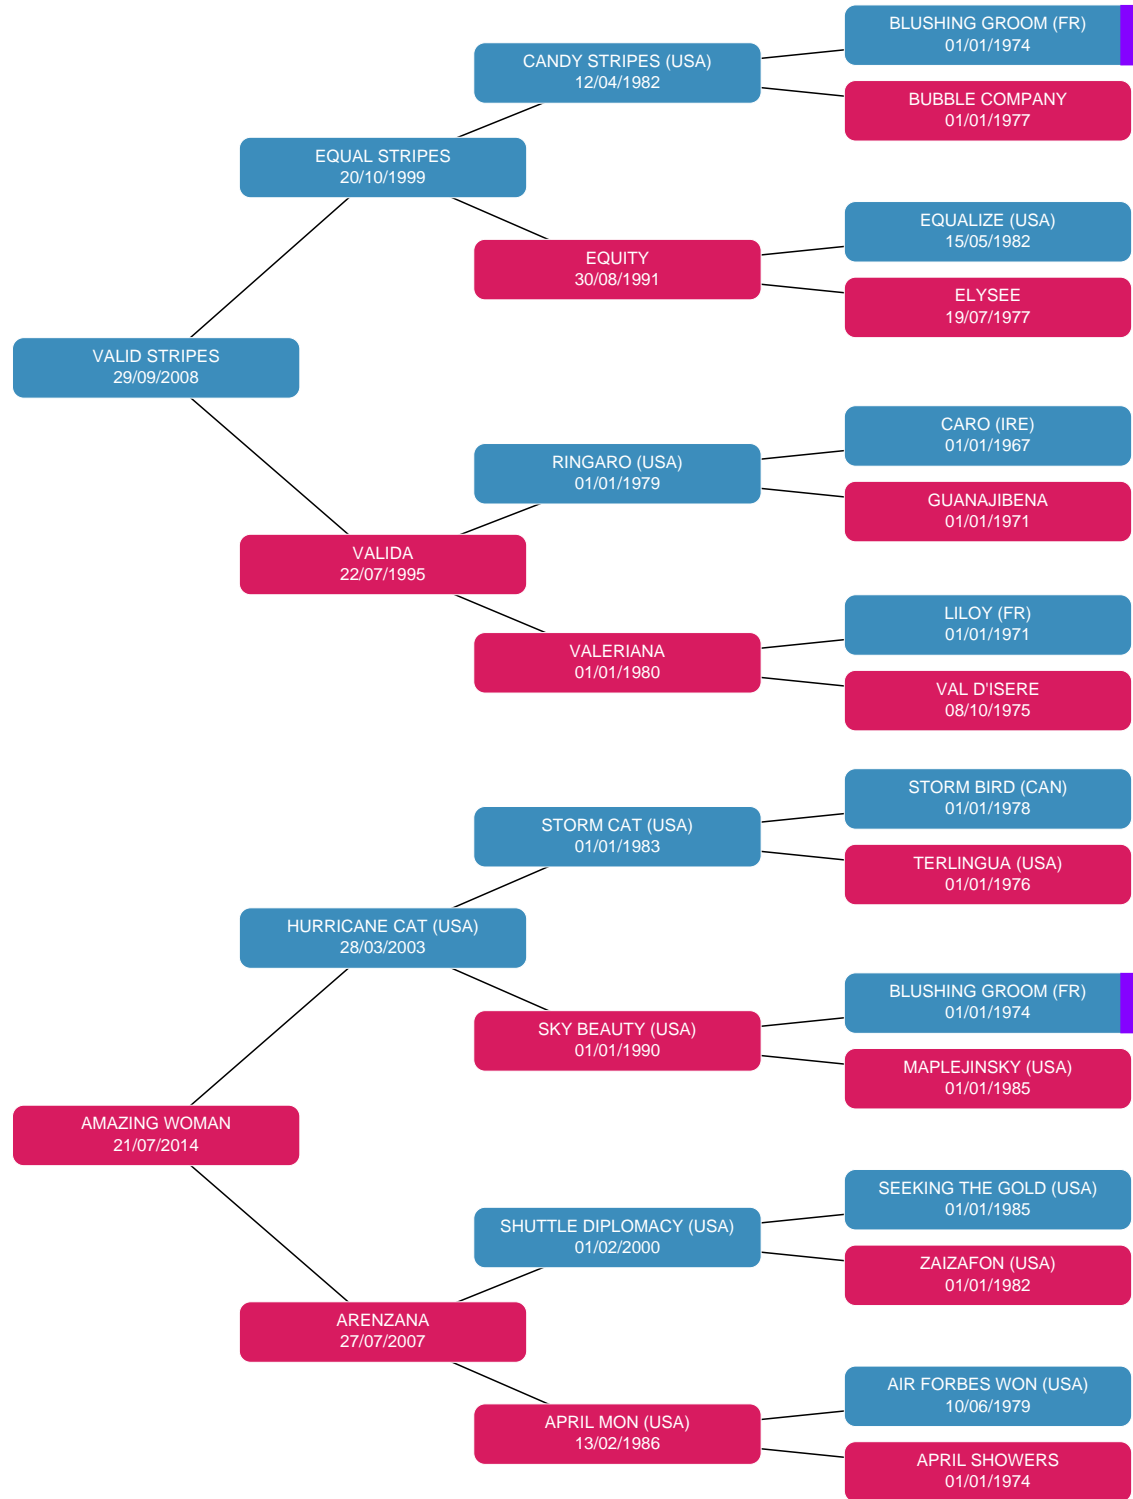 BLUSHING GROOM (FR)
01/01/1974
CANDY STRIPES (USA)
12/04/1982
BUBBLE COMPANY
01/01/1977
EQUAL STRIPES
20/10/1999
EQUALIZE (USA)
15/05/1982
EQUITY
30/08/1991
ELYSEE
19/07/1977
VALID STRIPES
29/09/2008
CARO (IRE)
01/01/1967
RINGARO (USA)
01/01/1979
GUANAJIBENA
01/01/1971
VALIDA
22/07/1995
LILOY (FR)
01/01/1971
VALERIANA
01/01/1980
VAL D'ISERE
08/10/1975
STORM BIRD (CAN)
01/01/1978
STORM CAT (USA)
01/01/1983
TERLINGUA (USA)
01/01/1976
HURRICANE CAT (USA)
28/03/2003
BLUSHING GROOM (FR)
01/01/1974
SKY BEAUTY (USA)
01/01/1990
MAPLEJINSKY (USA)
01/01/1985
AMAZING WOMAN
21/07/2014
SEEKING THE GOLD (USA)
01/01/1985
SHUTTLE DIPLOMACY (USA)
01/02/2000
ZAIZAFON (USA)
01/01/1982
ARENZANA
27/07/2007
AIR FORBES WON (USA)
10/06/1979
APRIL MON (USA)
13/02/1986
APRIL SHOWERS
01/01/1974